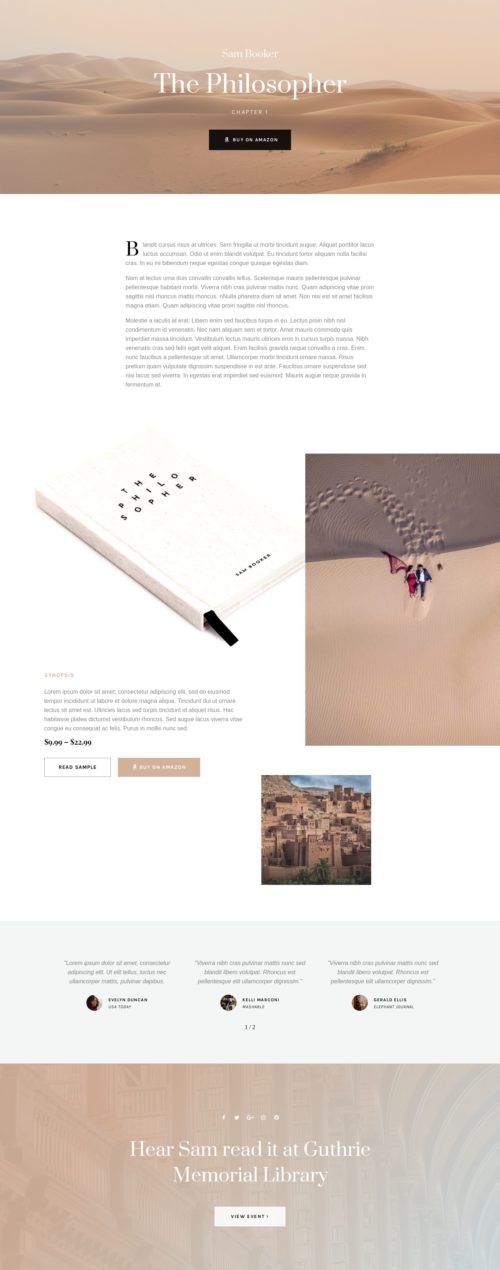 Sam Booker
The Philosopher
CHAPTER 1
BUY ON AMAZON
Blandit cursus risus at ultrices. Sem fringilla ut morbi tincidunt augue. Aliquet porttitor lacus
luctus accumsan. Odio ut enim blandit volutpat. Eu tincidunt tortor aliquam nulla facilisi
cras. In eu mi bibendum neque egestas congue quisque egestas diam.
Nam at lectus urna duis convallis convallis tellus. Scelerisque mauris pellentesque pulvinar
pellentesque habitant morbi. Viverra nibh cras pulvinar mattis nunc. Quam adipiscing vitae proin
sagittis nisl rhoncus mattis rhoncus. nNulla pharetra diam sit amet. Non nisi est sit amet facilisis
magna etiam. Quam adipiscing vitae proin sagittis nisl rhoncus.
Molestie a iaculis at erat. Libero enim sed faucibus turpis in eu. Lectus proin nibh nisl
condimentum id venenatis. Nec nam aliquam sem et tortor. Amet mauris commodo quis
imperdiet massa tincidunt. Vestibulum lectus mauris ultrices eros in cursus turpis massa. Nibh
venenatis cras sed felis eget velit aliquet. Enim facilisis gravida neque convallis a cras. Enim
nunc faucibus a pellentesque sit amet. Ullamcorper morbi tincidunt ornare massa. Risus
pretium quam vulputate dignissim suspendisse in est ante. Faucibus ornare suspendisse sed
nisi lacus sed viverra. In egestas erat imperdiet sed euismod. Mauris augue neque gravida in
fermentum et.
THE
PHILO
SOPHER
SAM BOOKER
SYNOPSIS
Lorem ipsum dolor sit amet, consectetur adipiscing elit, sed do eiusmod
tempor incididunt ut labore et dolore magna aliqua. Tincidunt dui ut ornare
lectus sit amet est. Ultricies lacus sed turpis tincidunt id aliquet risus. Hac
habitasse platea dictumst vestibulum rhoncus. Sed augue lacus viverra vitae
congue eu consequat ac felis. Purus in mollis nunc sed.
$9.99 – $22.99
READ SAMPLE
BUY ON AMAZON
"Lorem ipsum dolor sit amet, consectetur
adipiscing elit. Ut elit tellus, luctus nec
ullamcorper mattis, pulvinar dapibus.
EVELYN DUNCAN
USA TODAY
"Viverra nibh cras pulvinar mattis nunc sed
blandit libero volutpat. Rhoncus est
pellentesque elit ullamcorper dignissim."
KELLI MARCONI
MASHABLE
"Viverra nibh cras pulvinar mattis nunc sed
blandit libero volutpat. Rhoncus est
pellentesque elit ullamcorper dignissim."
GERALD ELLIS
ELEPHANT JOURNAL
1 / 2
Hear Sam read it at Guthrie
Memorial Library
VIEW EVENT ›